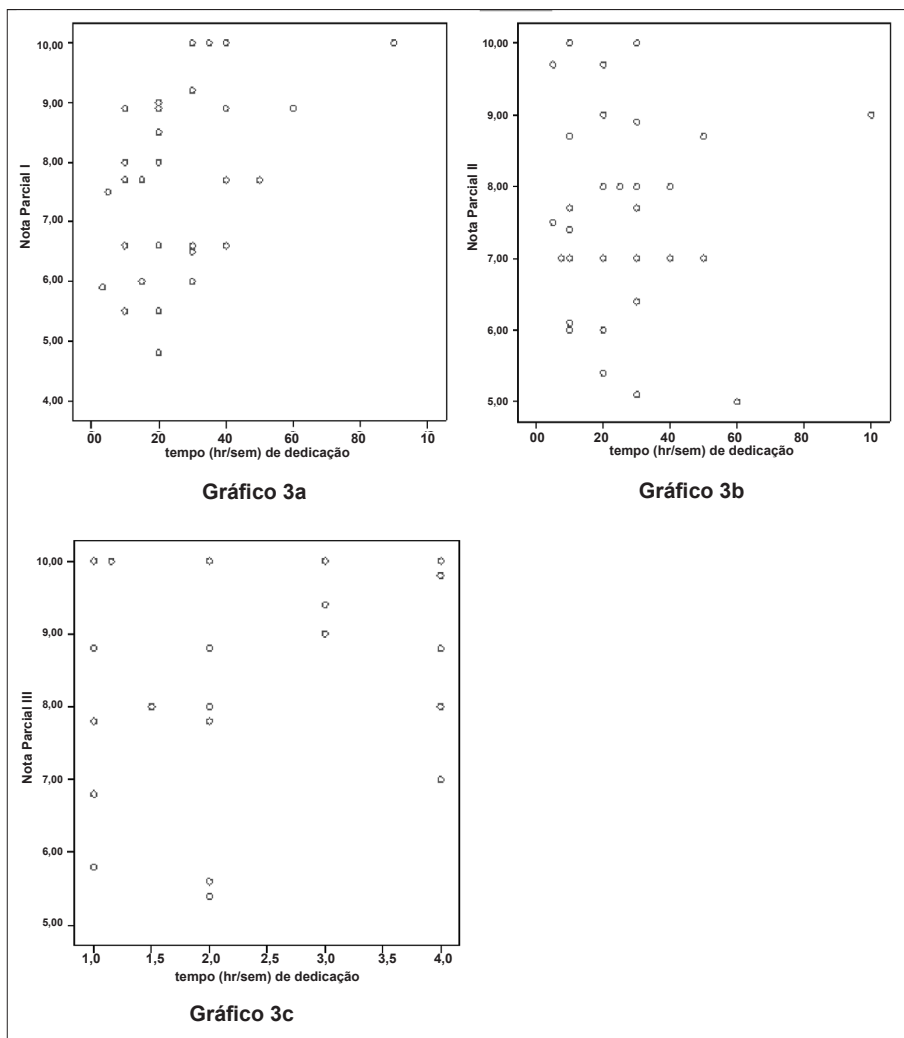 10,00
9,00
8,00
7,00
6,00
5,00
4,00
Nota Parcial I
00 20 40 60 80 10
tempo (hr/sem) de dedicação
Gráfico 3a
10,00
9,00
8,00
7,00
6,00
5,00
Nota Parcial II
00 20 40 60 80 10
tempo (hr/sem) de dedicação
Gráfico 3b
10,00
9,00
8,00
7,00
6,00
5,00
Nota Parcial III
1,0 1,5 2,0 2,5 3,0 3,5 4,0
tempo (hr/sem) de dedicação
Gráfico 3c